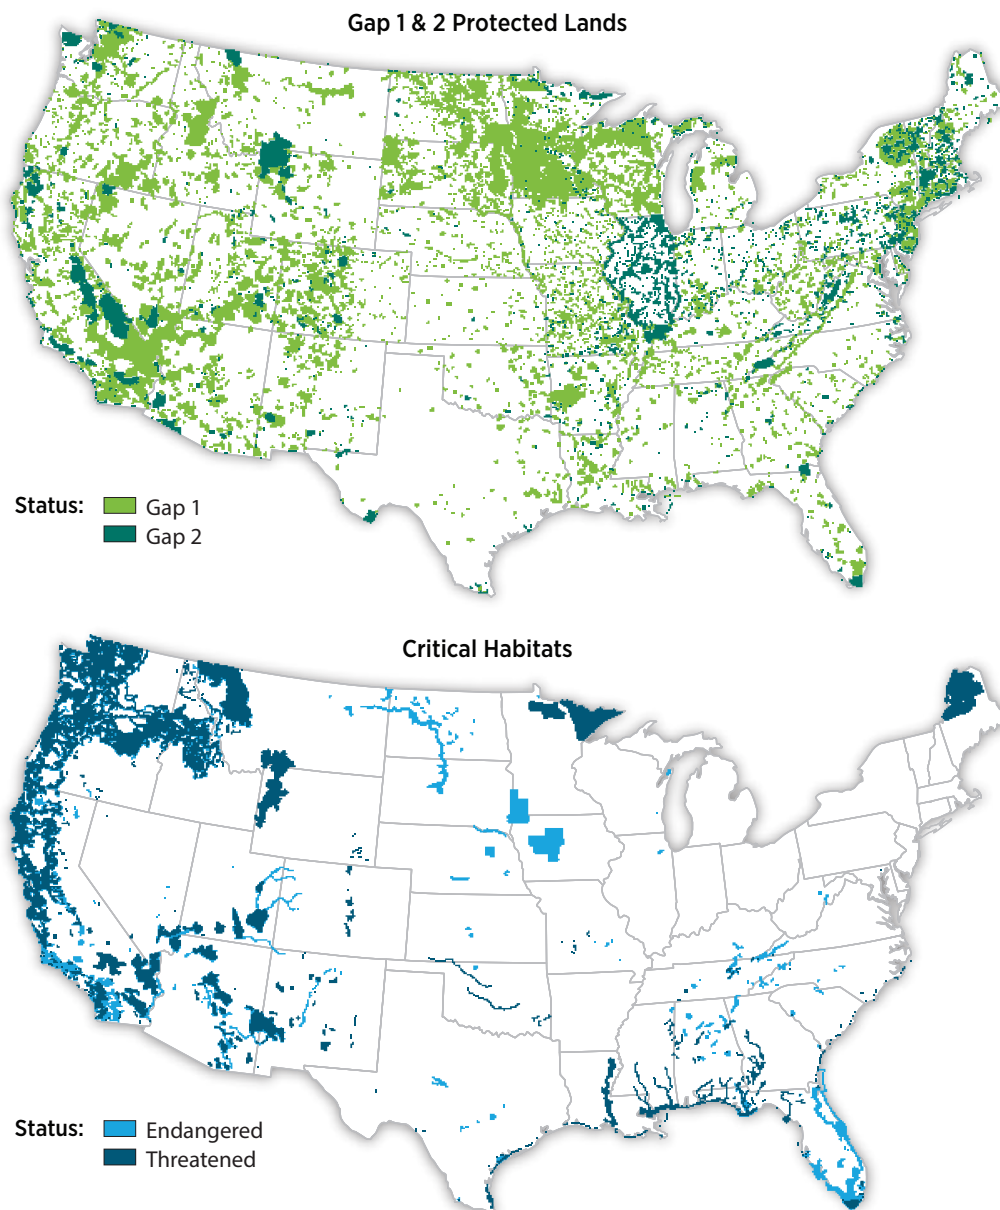 Gap 1 & 2 Protected Lands
Status:
Gap 1
Gap 2
Critical Habitats
Status:
Endangered
Threatened